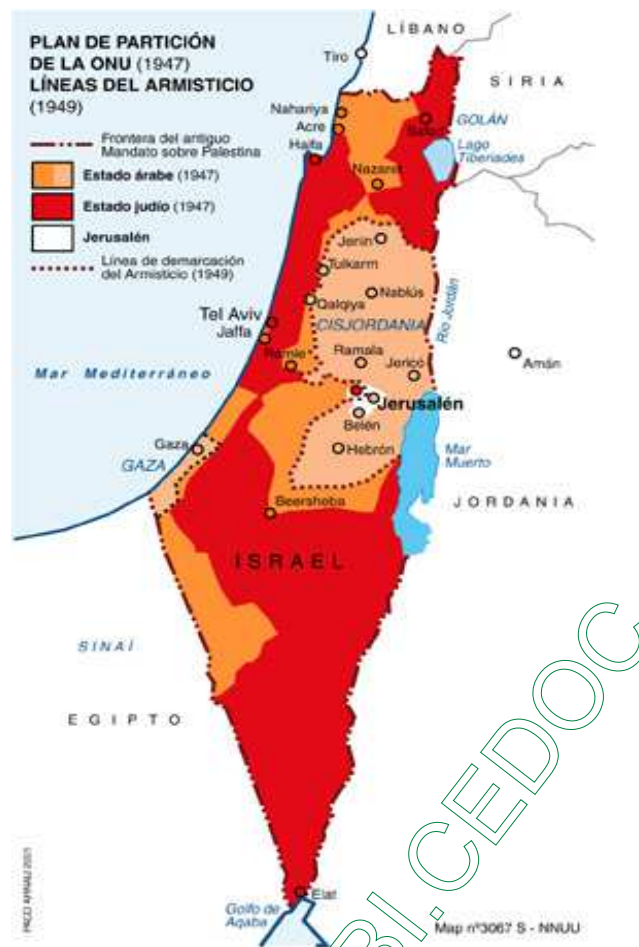 PLAN DE PARTICIÓN
DE LA ONU (1947)
LÍNEAS DEL ARMISTICIO
(1949)
Frontera del antiguo
Mandato sobre Palestina
Estado árabe (1947)
Estado judío (1947)
Jerusalén
Línea de demarcación
del Armisticio (1949)
LÍBANO
Tiro
SIRIA
Nahariya
Acre
Haifa
GOLÁN
Lago
Tiberiades
Nazaret
Jenin
Tulkarm
Nablús
Qalqiya
CISJORDANIA
Río Jordán
Tel Aviv
Jaffa
Ramle
Ramala
Jericó
Amán
Mar Mediterráneo
Jerusalén
Belén
Gaza
GAZA
Hebrón
Mar
Muerto
Beersheba
JORDANIA
ISRAEL
SINAÍ
EGIPTO
Elat
Golfo de
Aqaba
Map nº3067 S - NNUU
BI.CEDOC